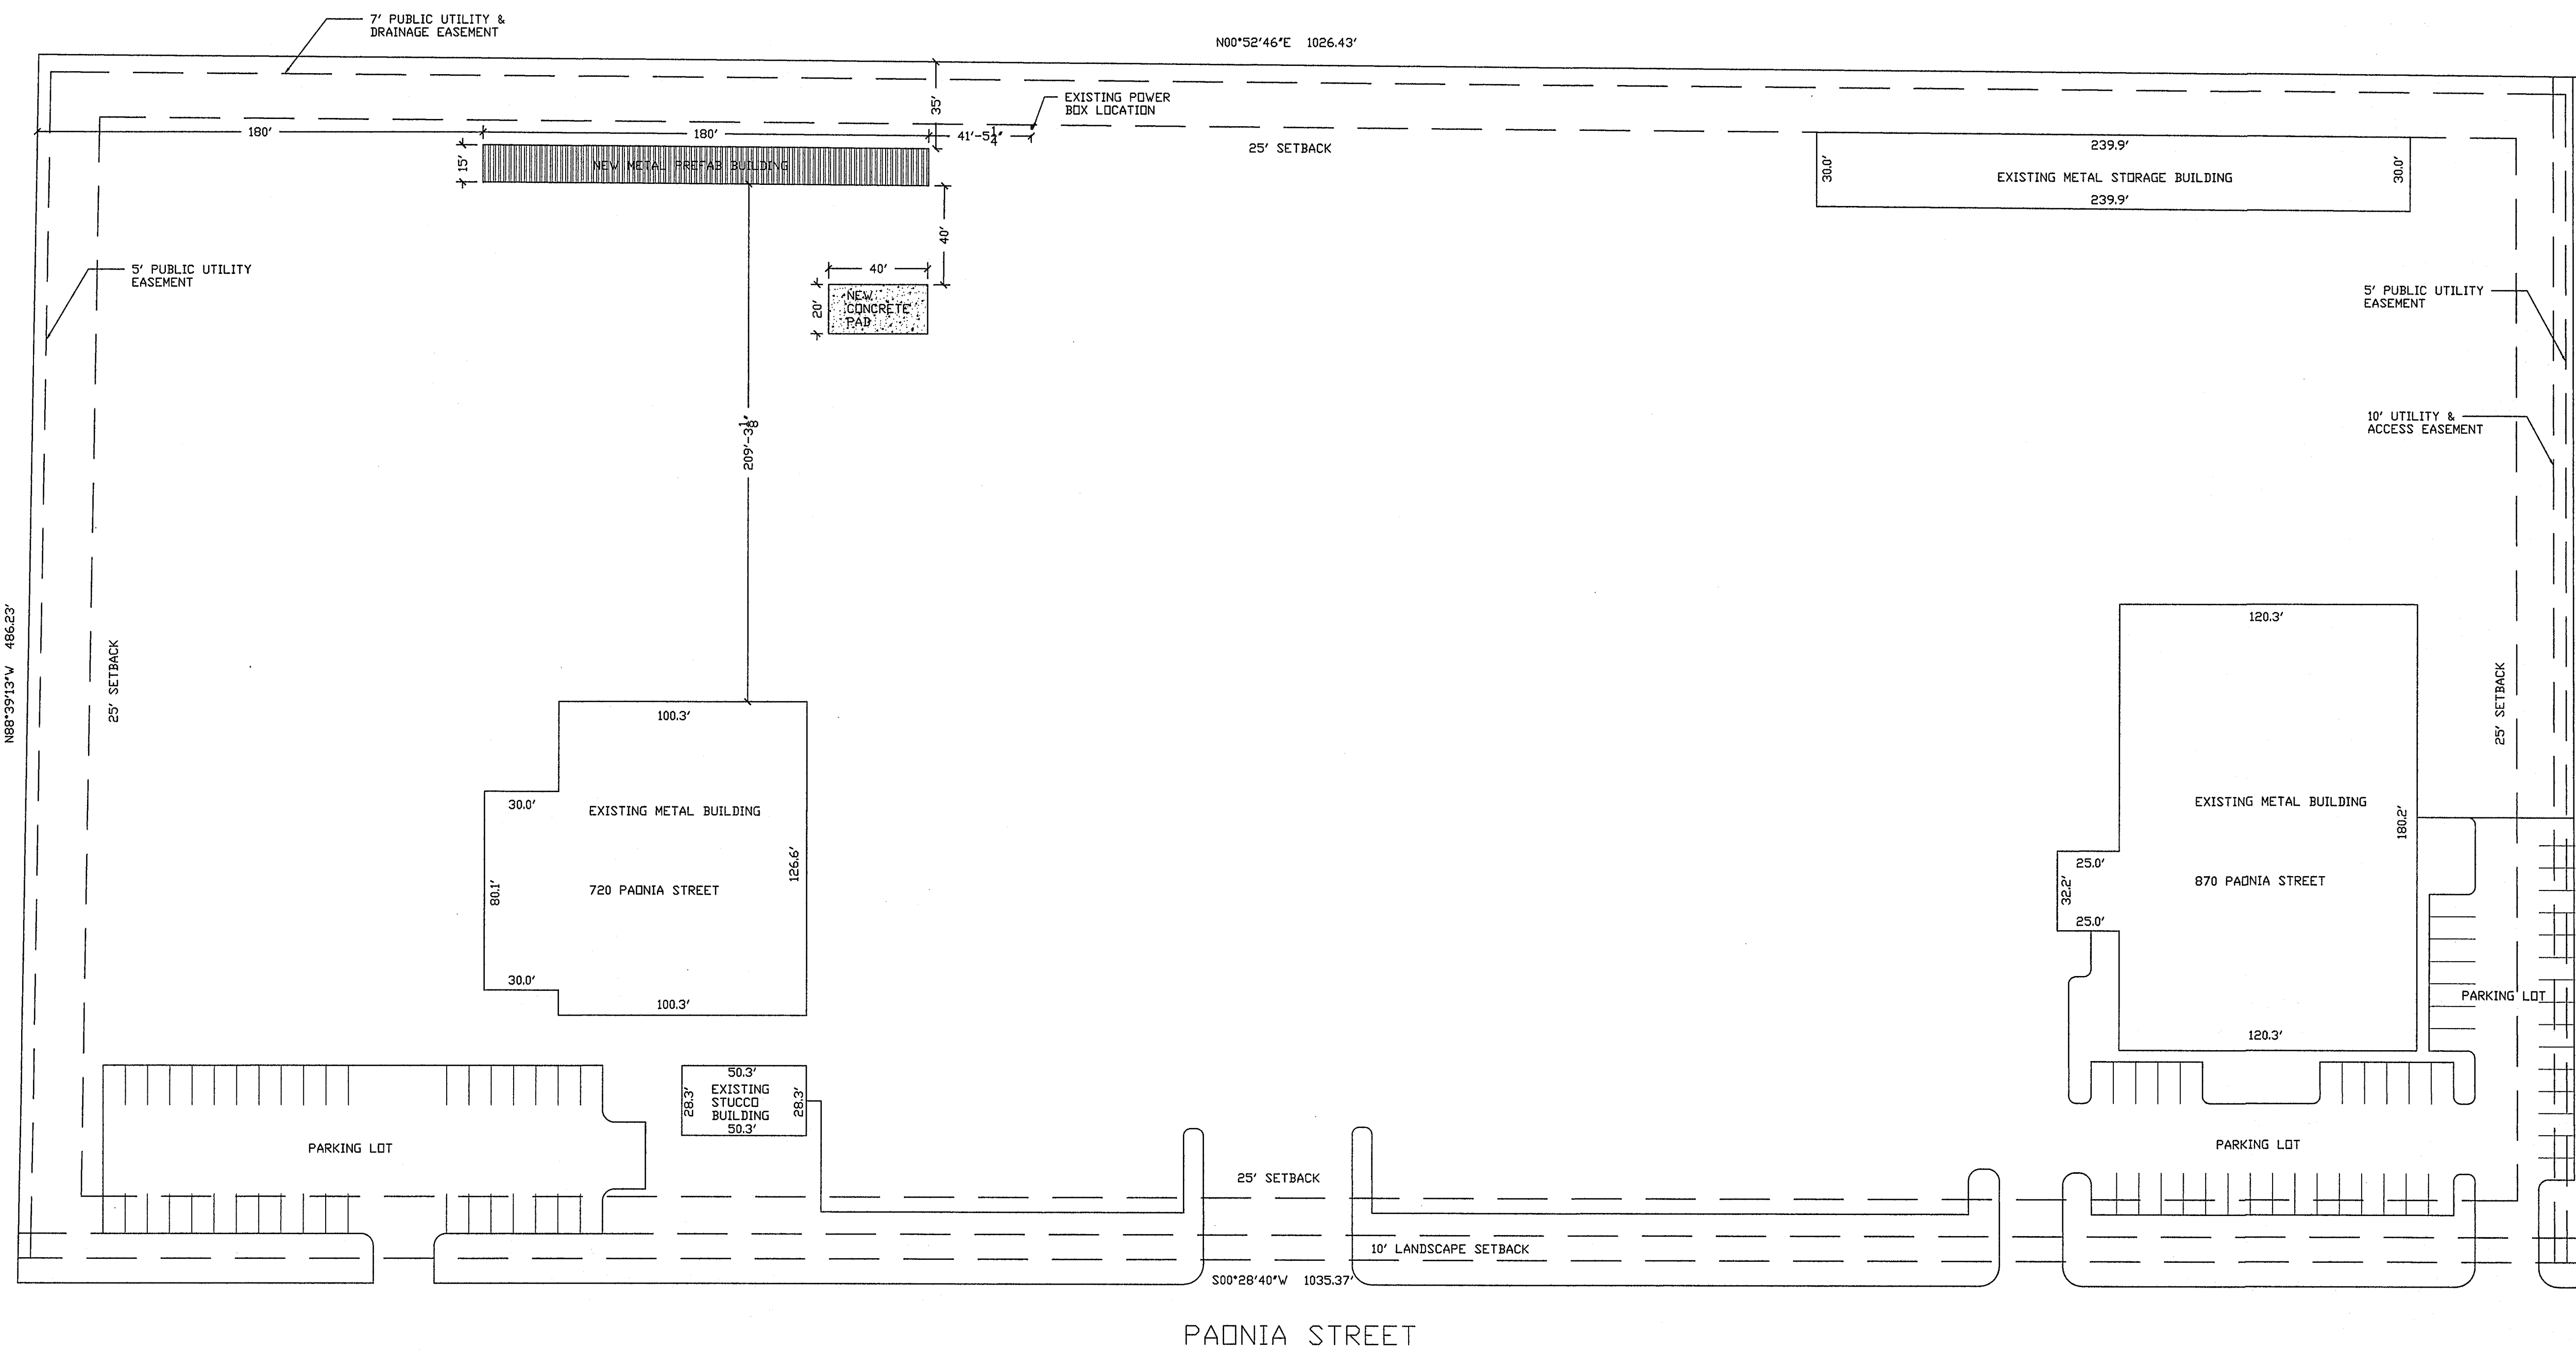 7' PUBLIC UTILITY &
DRAINAGE EASEMENT
N00°52'46"E 1026.43'
35'
EXISTING POWER
BOX LOCATION
180'
180'
41'-5 1/4"
25' SETBACK
15'
NEW METAL PREFAB BUILDING
239.9'
30.0'
EXISTING METAL STORAGE BUILDING
30.0'
239.9'
40'
5' PUBLIC UTILITY
EASEMENT
40'
20'
NEW
CONCRETE
PAD
5' PUBLIC UTILITY
EASEMENT
10' UTILITY &
ACCESS EASEMENT
209'-3 1/8"
N88°39'13"W 486.23'
25' SETBACK
120.3'
25' SETBACK
100.3'
30.0'
EXISTING METAL BUILDING
126.6'
80.1'
720 PAONIA STREET
30.0'
100.3'
EXISTING METAL BUILDING
180.2'
25.0'
32.2'
870 PAONIA STREET
25.0'
PARKING LOT
120.3'
50.3'
28.3'
EXISTING
STUCCO
BUILDING
28.3'
50.3'
PARKING LOT
PARKING LOT
25' SETBACK
10' LANDSCAPE SETBACK
S00°28'40"W 1035.37'
PAONIA STREET